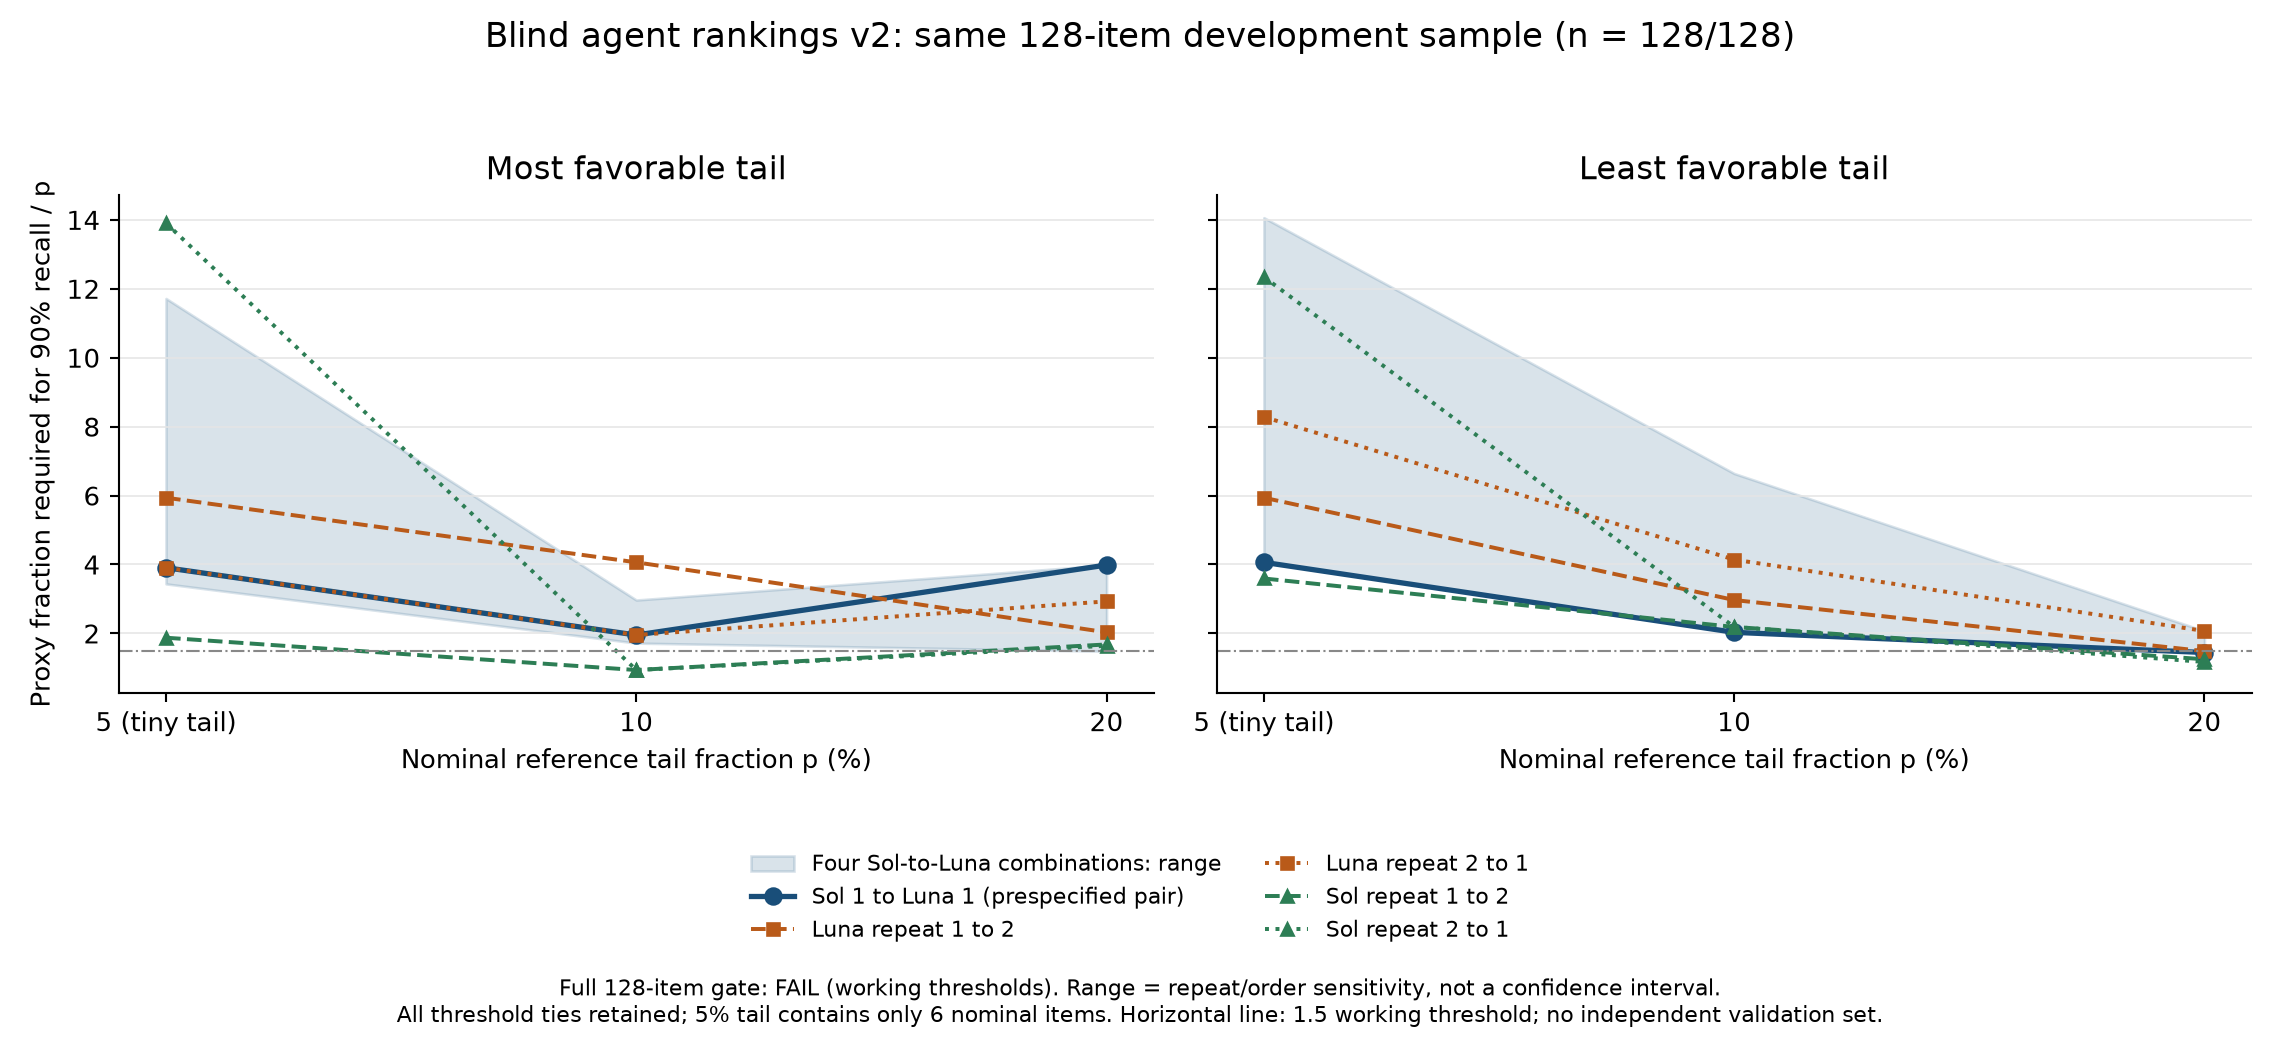 Blind agent rankings v2: same 128-item development sample (n = 128/128)
Most favorable tail
Proxy fraction required for 90% recall / p
14
12
10
8
6
4
2
5 (tiny tail)
10
20
Nominal reference tail fraction p (%)
Least favorable tail
5 (tiny tail)
10
20
Nominal reference tail fraction p (%)
Four Sol-to-Luna combinations: range
Sol 1 to Luna 1 (prespecified pair)
Luna repeat 1 to 2
Luna repeat 2 to 1
Sol repeat 1 to 2
Sol repeat 2 to 1
Full 128-item gate: FAIL (working thresholds). Range = repeat/order sensitivity, not a confidence interval.
All threshold ties retained; 5% tail contains only 6 nominal items. Horizontal line: 1.5 working threshold; no independent validation set.